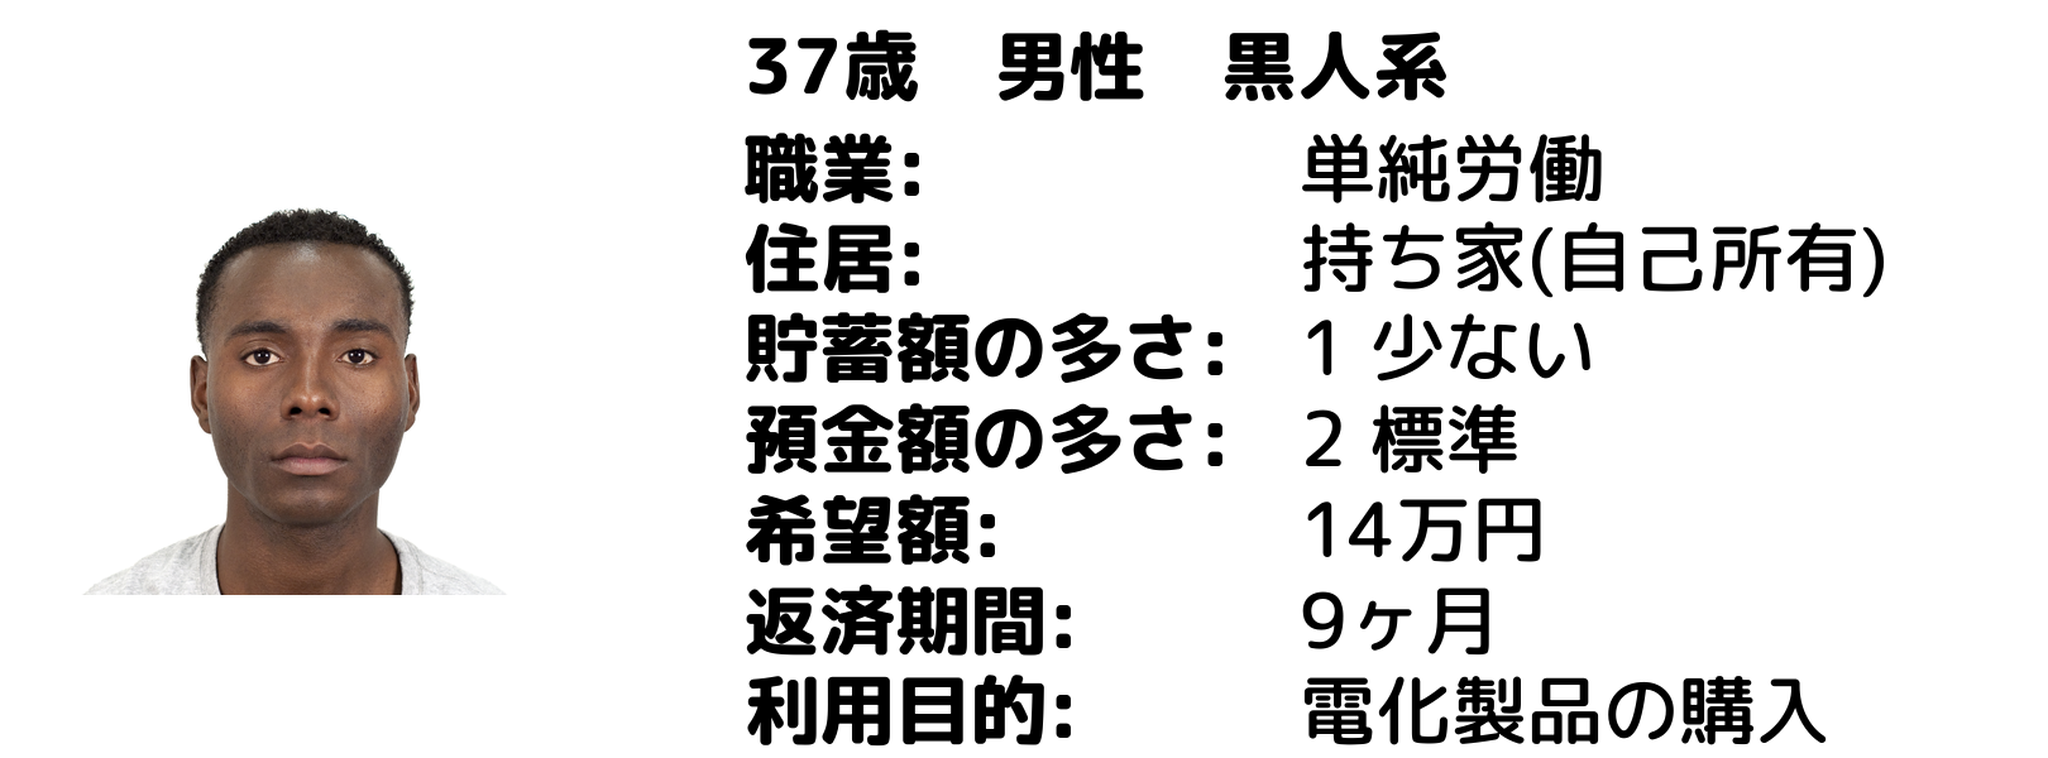 37歳　男性　黒人系
職業: 単純労働
住居: 持ち家(自己所有)
貯蓄額の多さ: 1 少ない
預金額の多さ: 2 標準
希望額: 14万円
返済期間: 9ヶ月
利用目的: 電化製品の購入